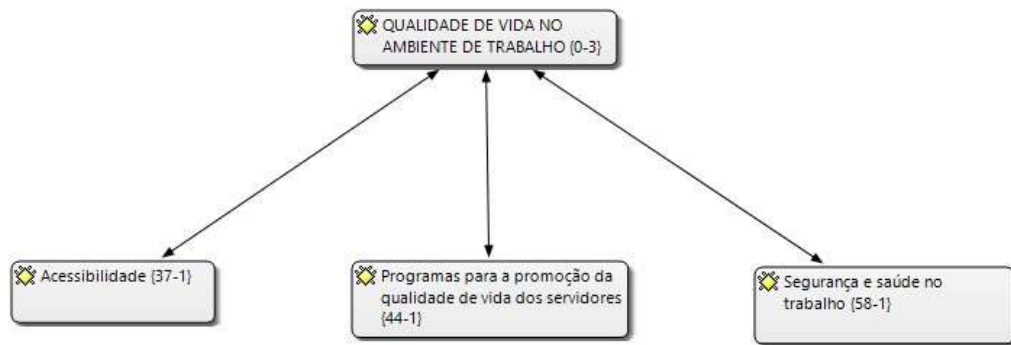 QUALIDADE DE VIDA NO
AMBIENTE DE TRABALHO {0-3}
Acessibilidade {37-1}
Programas para a promoção da
qualidade de vida dos servidores
{44-1}
Segurança e saúde no
trabalho {58-1}